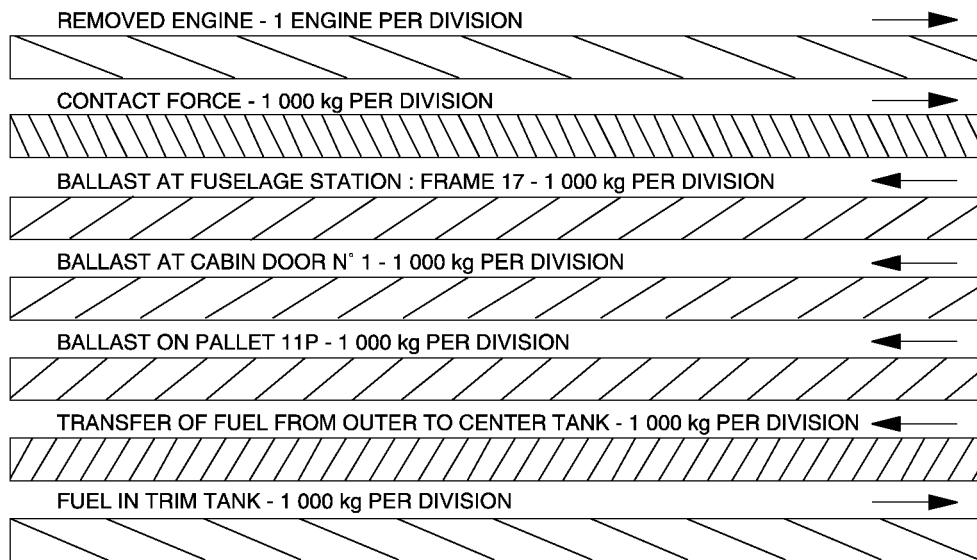 REMOVED ENGINE - 1 ENGINE PER DIVISION
CONTACT FORCE - 1 000 kg PER DIVISION
BALLAST AT FUSELAGE STATION : FRAME 17 - 1 000 kg PER DIVISION
BALLAST AT CABIN DOOR N° 1 - 1 000 kg PER DIVISION
BALLAST ON PALLET 11P - 1 000 kg PER DIVISION
TRANSFER OF FUEL FROM OUTER TO CENTER TANK - 1 000 kg PER DIVISION
FUEL IN TRIM TANK - 1 000 kg PER DIVISION